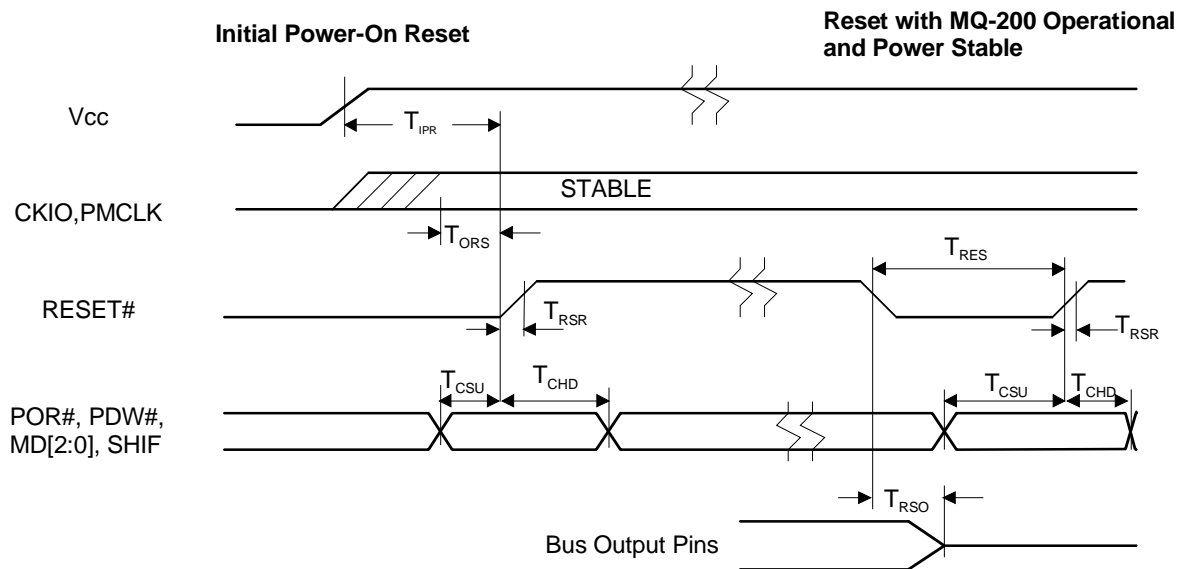 Initial Power-On Reset
Reset with MQ-200 Operational
and Power Stable
Vcc
TIPR
CKIO,PMCLK
STABLE
TORS
RESET#
TRSR
TRES
TRSR
POR#, PDW#,
MD[2:0], SHIF
TCSU
TCHD
TCSU
TCHD
TRSO
Bus Output Pins